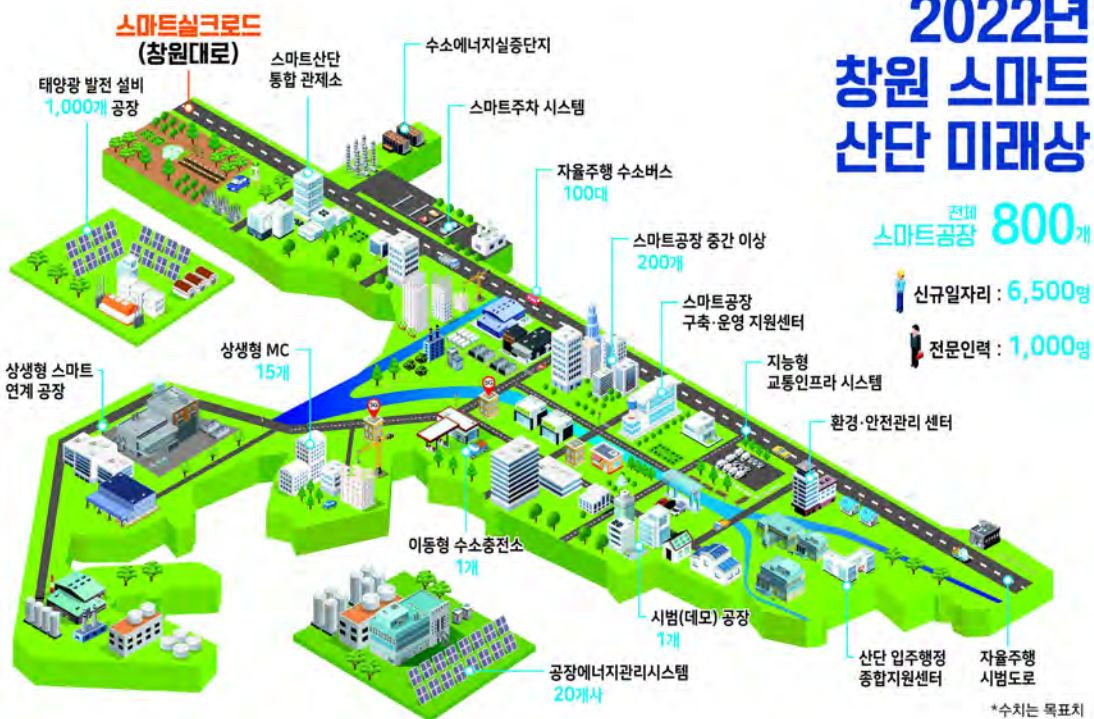 2022년
창원 스마트
산단 미래상
전체
스마트공장 800개
신규일자리 : 6,500명
전문인력 : 1,000명
스마트실크로드
(창원대로)
태양광 발전 설비
1,000개 공장
스마트산단
통합 관제소
수소에너지실증단지
스마트주차 시스템
자율주행 수소버스
100대
스마트공장 중간 이상
200개
스마트공장
구축·운영 지원센터
지능형
교통인프라 시스템
환경·안전관리 센터
상생형 스마트
연계 공장
상생형 MC
15개
5G
5G
이동형 수소충전소
1개
시범(데모) 공장
1개
공장에너지관리시스템
20개사
산단 입주행정
종합지원센터
자율주행
시범도로
*수치는 목표치